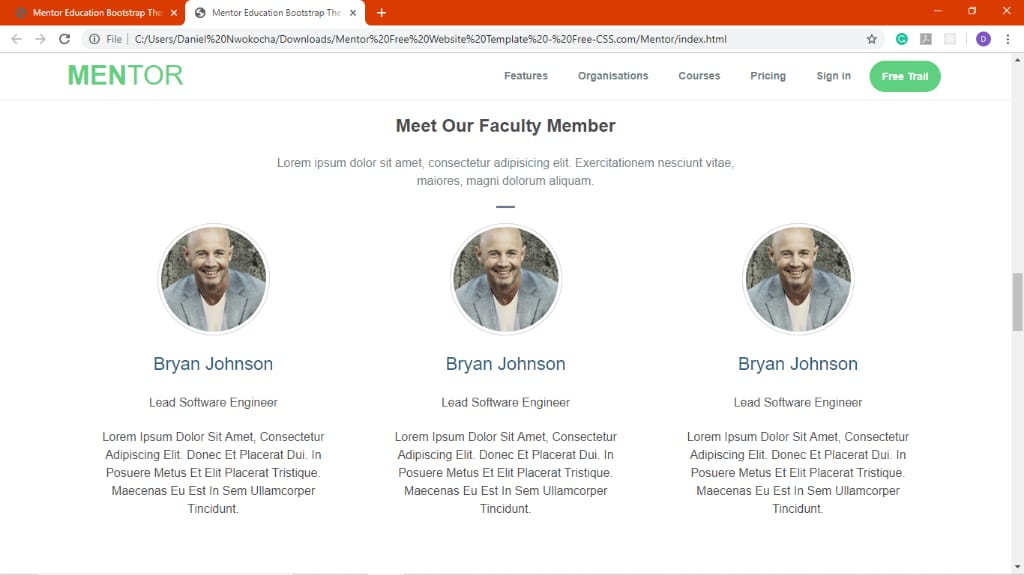 Mentor Education Bootstrap The
Mentor Education Bootstrap The
File
C:/Users/Daniel%20Nwokocha/Downloads/Mentor%20Free%20Website%20Template%20-%20Free-CSS.com/Mentor/index.html
D
MENTOR
Features Organisations Courses Pricing Sign in Free Trail
Meet Our Faculty Member
Lorem ipsum dolor sit amet, consectetur adipisicing elit. Exercitationem nesciunt vitae,
maiores, magni dolorum aliquam.
Bryan Johnson
Lead Software Engineer
Lorem Ipsum Dolor Sit Amet, Consectetur
Adipiscing Elit. Donec Et Placerat Dui. In
Posuere Metus Et Elit Placerat Tristique.
Maecenas Eu Est In Sem Ullamcorper
Tincidunt.
Bryan Johnson
Lead Software Engineer
Lorem Ipsum Dolor Sit Amet, Consectetur
Adipiscing Elit. Donec Et Placerat Dui. In
Posuere Metus Et Elit Placerat Tristique.
Maecenas Eu Est In Sem Ullamcorper
Tincidunt.
Bryan Johnson
Lead Software Engineer
Lorem Ipsum Dolor Sit Amet, Consectetur
Adipiscing Elit. Donec Et Placerat Dui. In
Posuere Metus Et Elit Placerat Tristique.
Maecenas Eu Est In Sem Ullamcorper
Tincidunt.